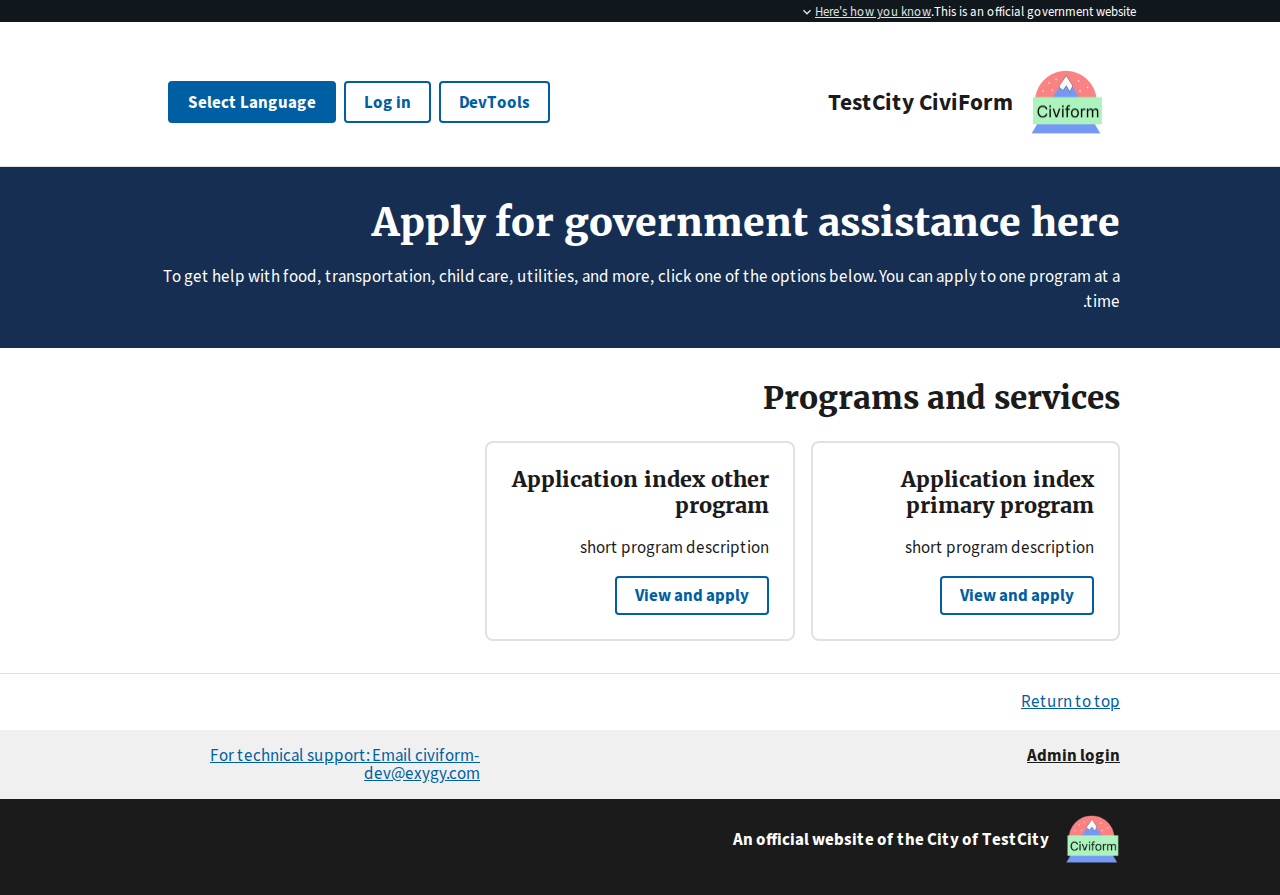 Here's how you know.This is an official government website
Select Language
Log in
DevTools
TestCity CiviForm
Civiform
Apply for government assistance here
To get help with food, transportation, child care, utilities, and more, click one of the options below. You can apply to one program at a
.time
Programs and services
Application index other
program
short program description
View and apply
Application index
primary program
short program description
View and apply
Return to top
For technical support: Email civiform-
dev@exygy.com
Admin login
An official website of the City of TestCity
Civiform